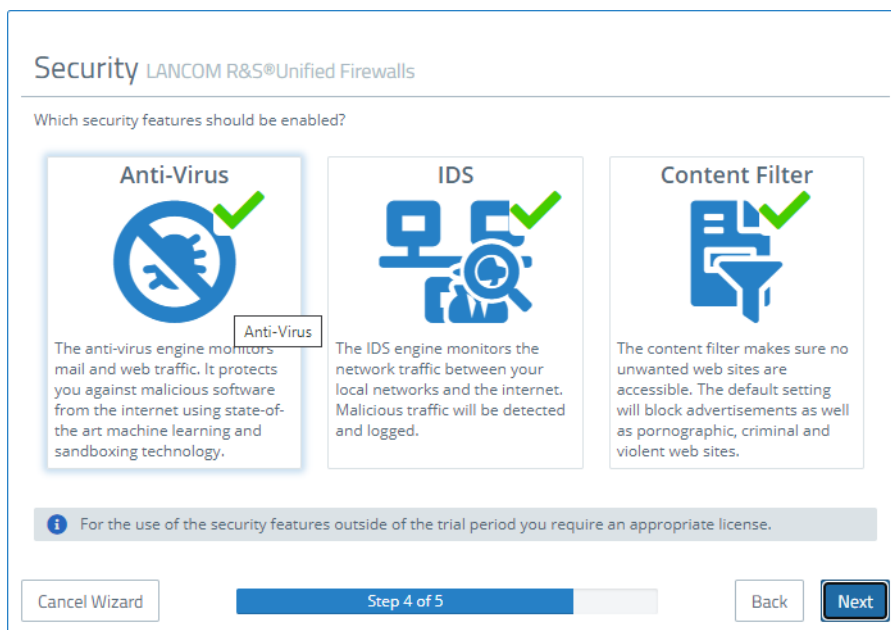 Security LANCOM R&S®Unified Firewalls
Which security features should be enabled?
Anti-Virus
The anti-virus engine monitors
mail and web traffic. It protects
you against malicious software
from the internet using state-of-
the art machine learning and
sandboxing technology.
Anti-Virus
IDS
The IDS engine monitors the
network traffic between your
local networks and the internet.
Malicious traffic will be detected
and logged.
Content Filter
The content filter makes sure no
unwanted web sites are
accessible. The default setting
will block advertisements as well
as pornographic, criminal and
violent web sites.
For the use of the security features outside of the trial period you require an appropriate license.
Cancel Wizard
Step 4 of 5
Back
Next